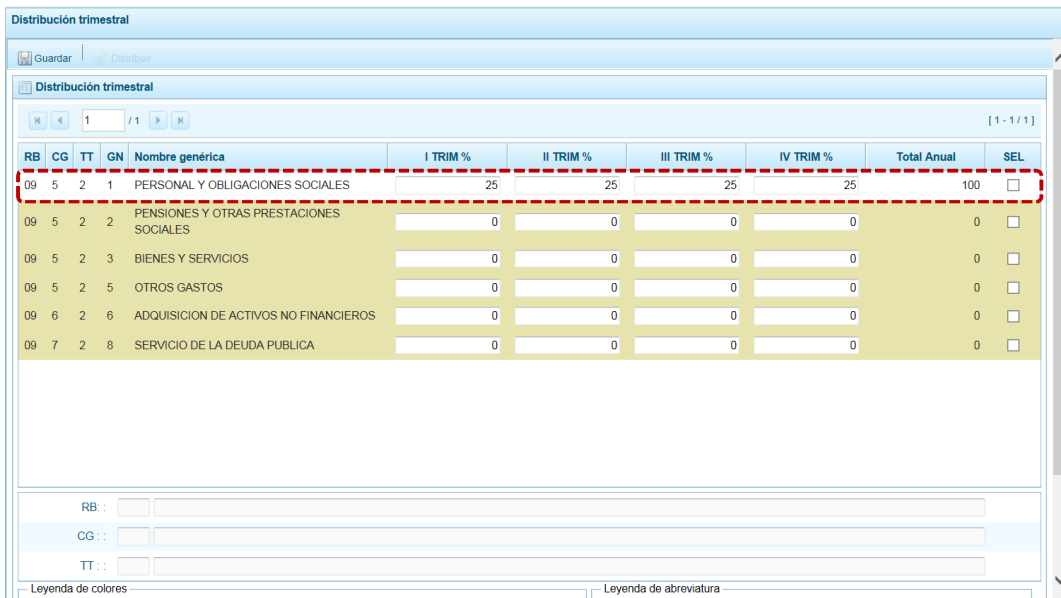 Distribución trimestral
Guardar Distribuir
Distribución trimestral
1 / 1 [ 1 - 1 / 1 ]
RB CG TT GN Nombre genérica I TRIM % II TRIM % III TRIM % IV TRIM % Total Anual SEL
09 5 2 1 PERSONAL Y OBLIGACIONES SOCIALES 25 25 25 25 100
09 5 2 2 PENSIONES Y OTRAS PRESTACIONES SOCIALES 0 0 0 0 0
09 5 2 3 BIENES Y SERVICIOS 0 0 0 0 0
09 5 2 5 OTROS GASTOS 0 0 0 0 0
09 6 2 6 ADQUISICION DE ACTIVOS NO FINANCIEROS 0 0 0 0 0
09 7 2 8 SERVICIO DE LA DEUDA PUBLICA 0 0 0 0 0
RB: :
CG : :
TT : :
Leyenda de colores Leyenda de abreviatura